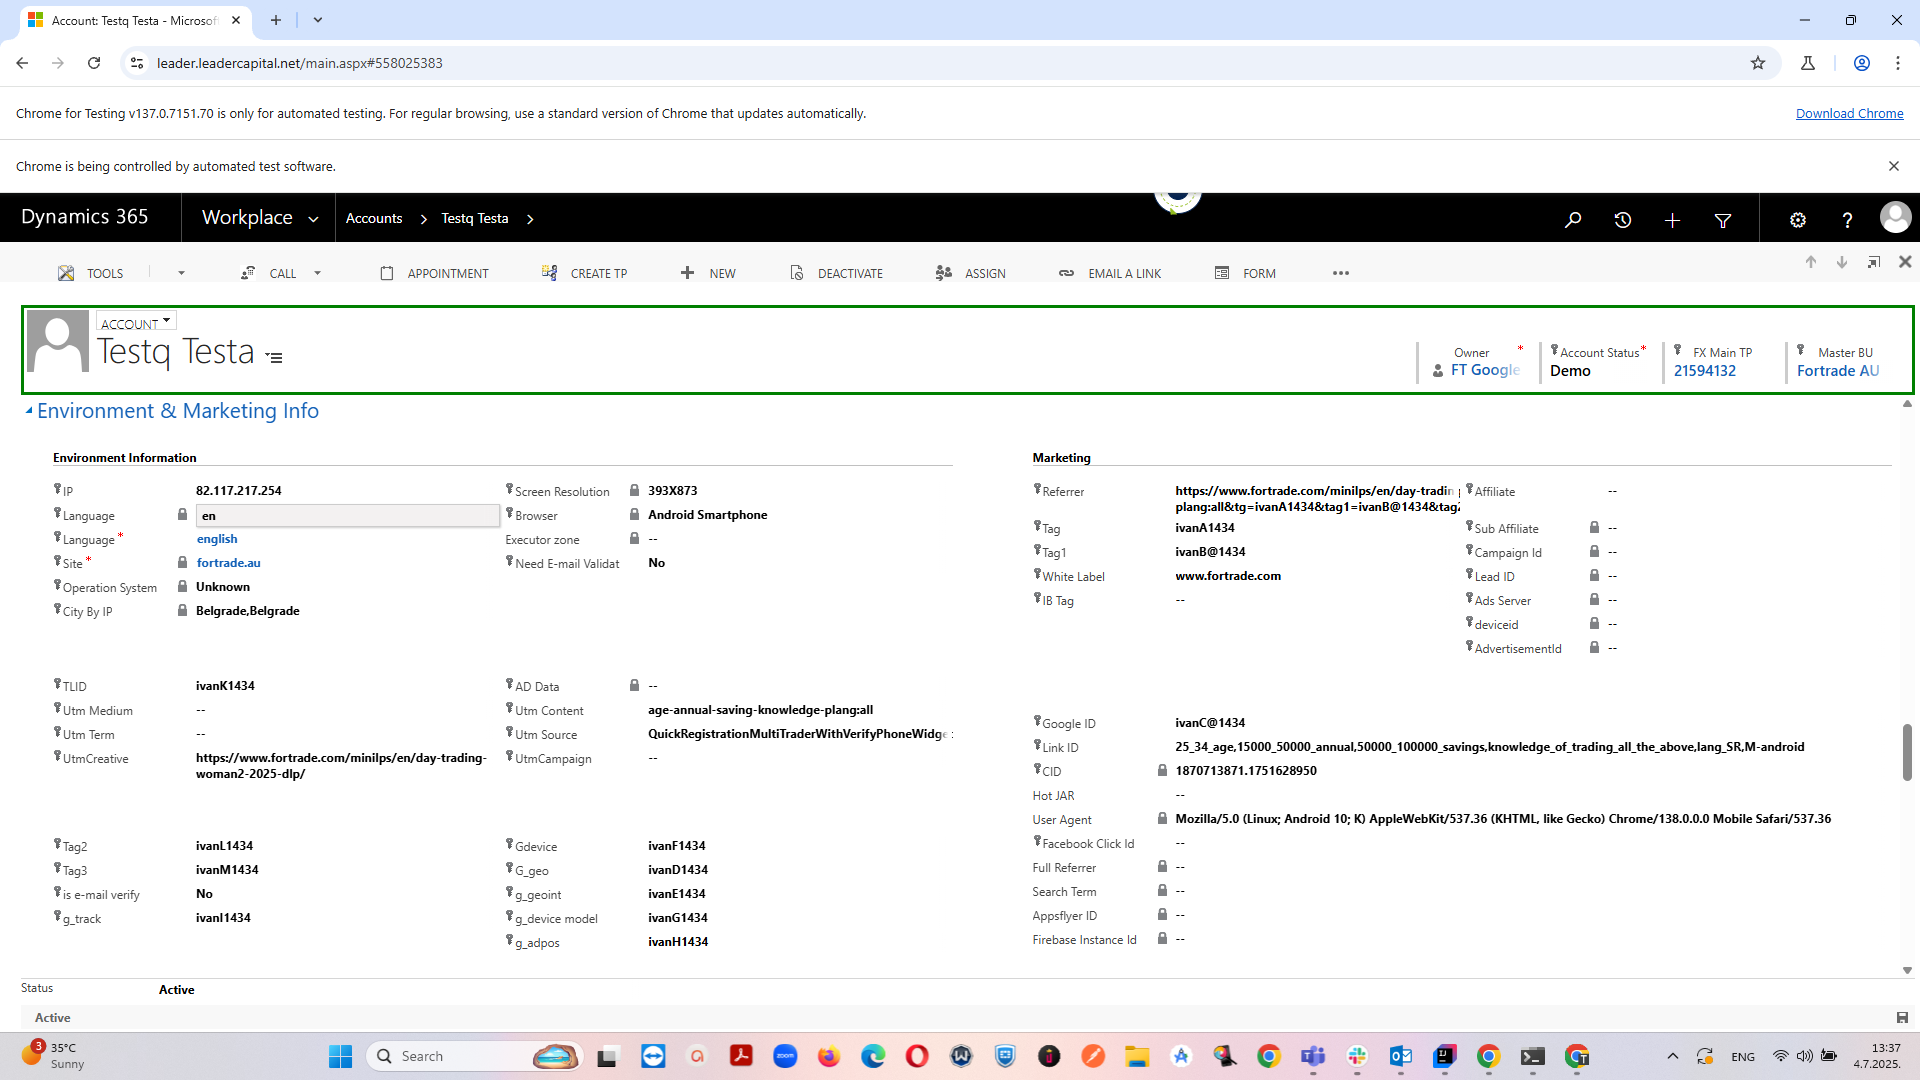 Account: Testq Testa - Microsof
leader.leadercapital.net/main.aspx#558025383
Chrome for Testing v137.0.7151.70 is only for automated testing. For regular browsing, use a standard version of Chrome that updates automatically.
Download Chrome
Chrome is being controlled by automated test software.
Dynamics 365
Workplace
Accounts
Testq Testa
TOOLS
CALL
APPOINTMENT
CREATE TP
NEW
DEACTIVATE
ASSIGN
EMAIL A LINK
FORM
ACCOUNT
Testq Testa
Owner *
FT Google
Account Status *
Demo
FX Main TP
21594132
Master BU
Fortrade AU
Environment & Marketing Info
Environment Information
IP 82.117.217.254
Language en
Language * english
Site * fortrade.au
Operation System Unknown
City By IP Belgrade,Belgrade
Screen Resolution 393X873
Browser Android Smartphone
Executor zone --
Need E-mail Validat No
TLID ivanK1434
Utm Medium --
Utm Term --
UtmCreative https://www.fortrade.com/minilps/en/day-trading-
woman2-2025-dlp/
AD Data --
Utm Content age-annual-saving-knowledge-plang:all
Utm Source QuickRegistrationMultiTraderWithVerifyPhoneWidge
UtmCampaign --
Tag2 ivanL1434
Tag3 ivanM1434
is e-mail verify No
g_track ivanI1434
Gdevice ivanF1434
G_geo ivanD1434
g_geoint ivanE1434
g_device model ivanG1434
g_adpos ivanH1434
Marketing
Referrer https://www.fortrade.com/minilps/en/day-tradin
plang:all&tg=ivanA1434&tag1=ivanB@1434&tag2
Tag ivanA1434
Tag1 ivanB@1434
White Label www.fortrade.com
IB Tag --
Affiliate --
Sub Affiliate --
Campaign Id --
Lead ID --
Ads Server --
deviceid --
AdvertisementId --
Google ID ivanC@1434
Link ID 25_34_age,15000_50000_annual,50000_100000_savings,knowledge_of_trading_all_the_above,lang_SR,M-android
CID 1870713871.1751628950
Hot JAR --
User Agent Mozilla/5.0 (Linux; Android 10; K) AppleWebKit/537.36 (KHTML, like Gecko) Chrome/138.0.0.0 Mobile Safari/537.36
Facebook Click Id --
Full Referrer --
Search Term --
Appsflyer ID --
Firebase Instance Id --
Status Active
Active
3
35°C
Sunny
Search
zoom
ENG
13:37
4.7.2025.